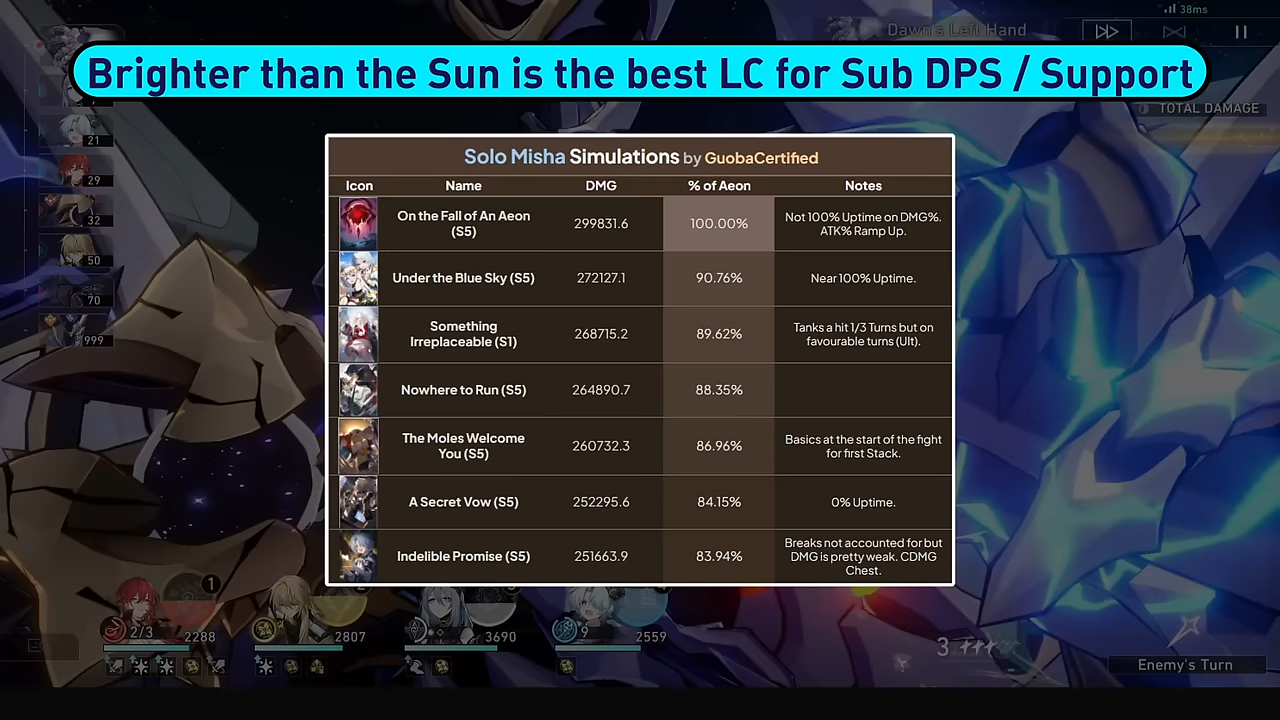 38ms
Dawn's Left Hand
Brighter than the Sun is the best LC for Sub DPS / Support
TOTAL DAMAGE
21
29
32
50
70
999
Solo Misha Simulations by GuobaCertified
Icon Name DMG % of Aeon Notes
On the Fall of An Aeon (S5) 299831.6 100.00% Not 100% Uptime on DMG%. ATK% Ramp Up.
Under the Blue Sky (S5) 272127.1 90.76% Near 100% Uptime.
Something Irreplaceable (S1) 268715.2 89.62% Tanks a hit 1/3 Turns but on favourable turns (Ult).
Nowhere to Run (S5) 264890.7 88.35%
The Moles Welcome You (S5) 260732.3 86.96% Basics at the start of the fight for first Stack.
A Secret Vow (S5) 252295.6 84.15% 0% Uptime.
Indelible Promise (S5) 251663.9 83.94% Breaks not accounted for but DMG is pretty weak. CDMG Chest.
1
2/3 2288 2807 3690 9 2559
3
Enemy's Turn